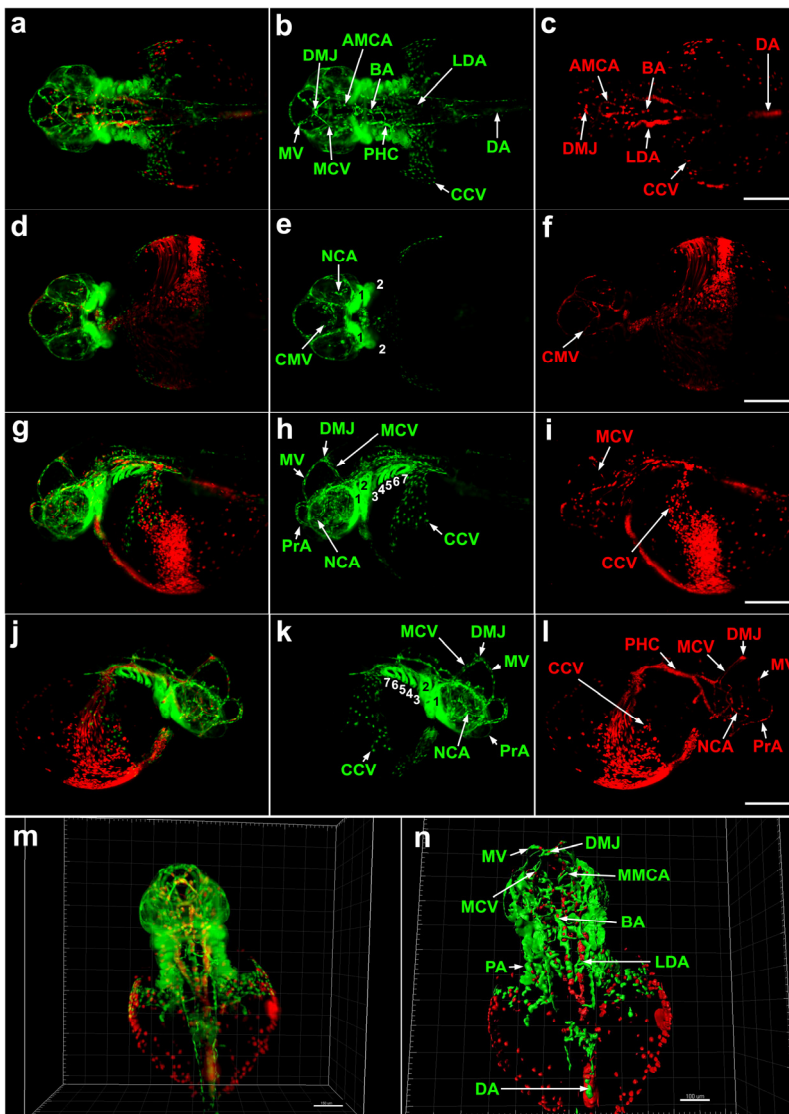 a
b
AMCA
DMJ
BA
LDA
MV
MCV
PHC
DA
CCV
c
DA
AMCA
BA
DMJ
LDA
CCV
d
e
NCA
2
1
1
CMV
2
f
CMV
g
h
DMJ
MCV
MV
2
1
34567
PrA
NCA
CCV
i
MCV
CCV
j
k
MCV
DMJ
MV
76543
2
1
NCA
PrA
CCV
l
PHC
MCV
DMJ
MV
CCV
NCA
PrA
m
100 µm
n
MV
DMJ
MCV
MMCA
BA
PA
LDA
DA
100 µm